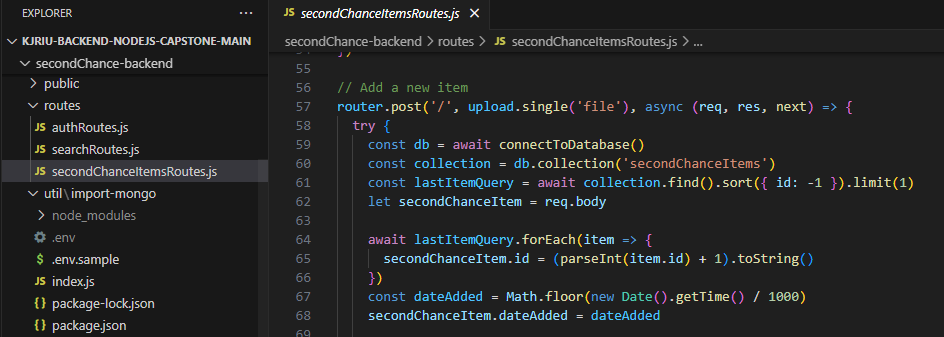 EXPLORER
···
KJRIU-BACKEND-NODEJS-CAPSTONE-MAIN
secondChance-backend
public
routes
JS authRoutes.js
JS searchRoutes.js
JS secondChanceItemsRoutes.js
util\import-mongo
node_modules
.env
$ .env.sample
JS index.js
{} package-lock.json
{} package.json
JS secondChanceItemsRoutes.js ×
secondChance-backend > routes > JS secondChanceItemsRoutes.js > ...
55
56 // Add a new item
57 router.post('/', upload.single('file'), async (req, res, next) => {
58 try {
59 const db = await connectToDatabase()
60 const collection = db.collection('secondChanceItems')
61 const lastItemQuery = await collection.find().sort({ id: -1 }).limit(1)
62 let secondChanceItem = req.body
63
64 await lastItemQuery.forEach(item => {
65 secondChanceItem.id = (parseInt(item.id) + 1).toString()
66 })
67 const dateAdded = Math.floor(new Date().getTime() / 1000)
68 secondChanceItem.dateAdded = dateAdded
69